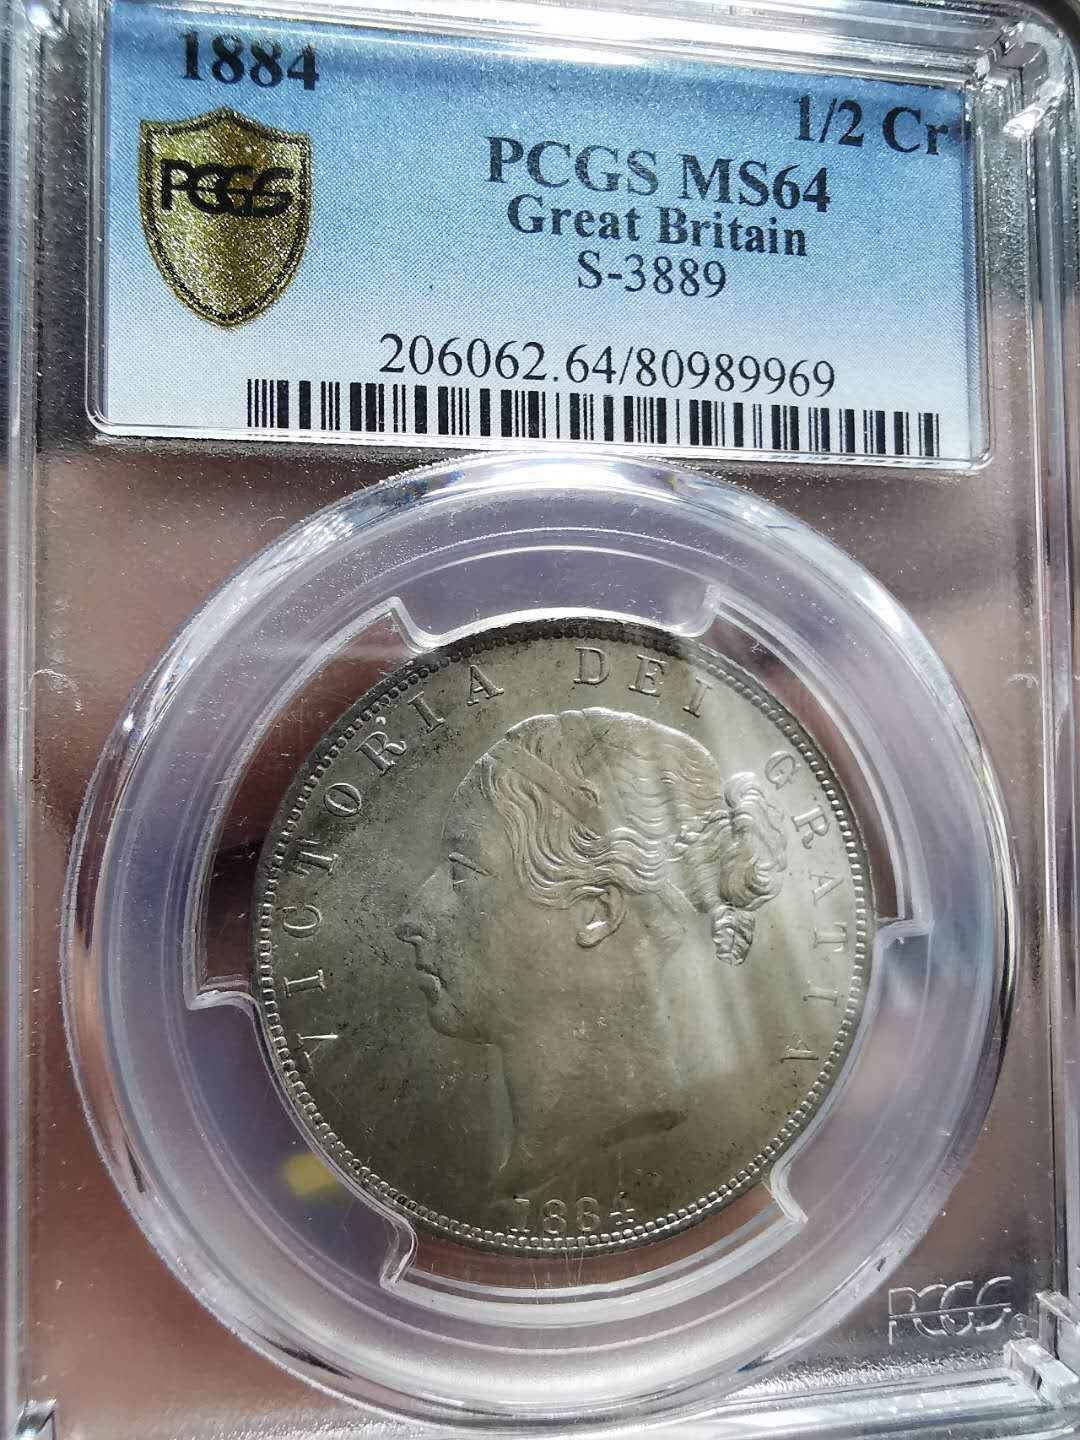 1884
1/2 Cr
PCGS
PCGS MS64
Great Britain
S-3889
206062.64/80989969
VICTORIA DEI GRATIA
1884
PCGS